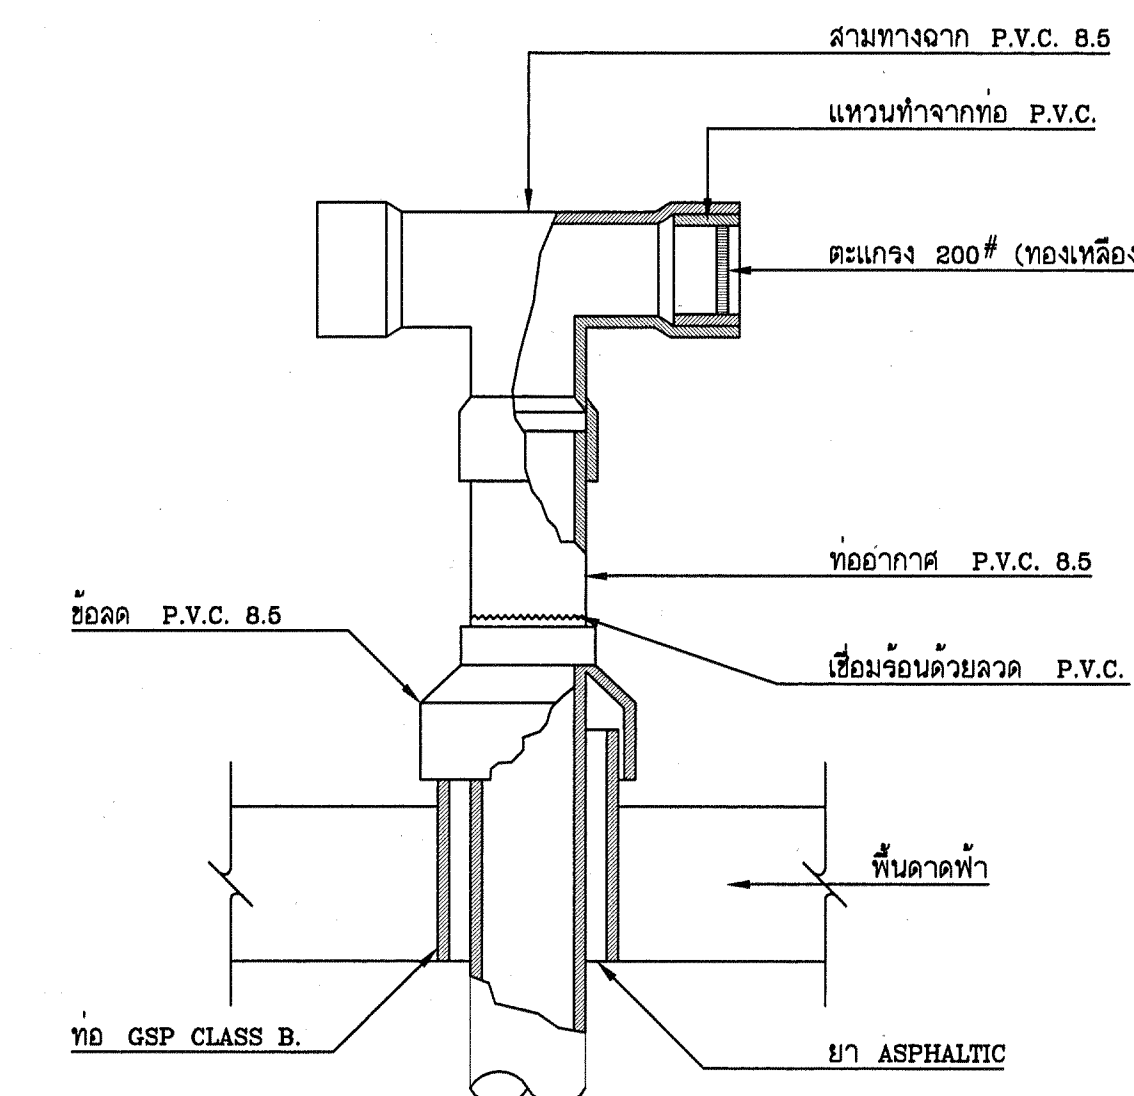 สามทางฉาก P.V.C. 8.5
แหวนทำจากท่อ P.V.C.
ตะแกรง 200# (ทองเหลือง
ท่ออากาศ P.V.C. 8.5
ข้อลด P.V.C. 8.5
เชื่อมร้อนด้วยลวด P.V.C.
พื้นดาดฟ้า
ท่อ GSP CLASS B.
ยา ASPHALTIC